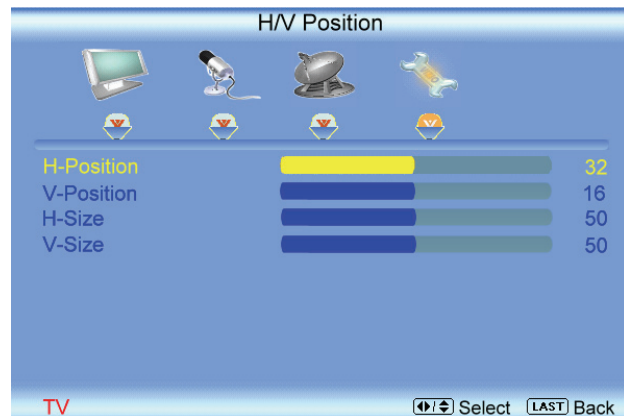 H/V Position
H-Position 32
V-Position 16
H-Size 50
V-Size 50
TV Select LAST Back